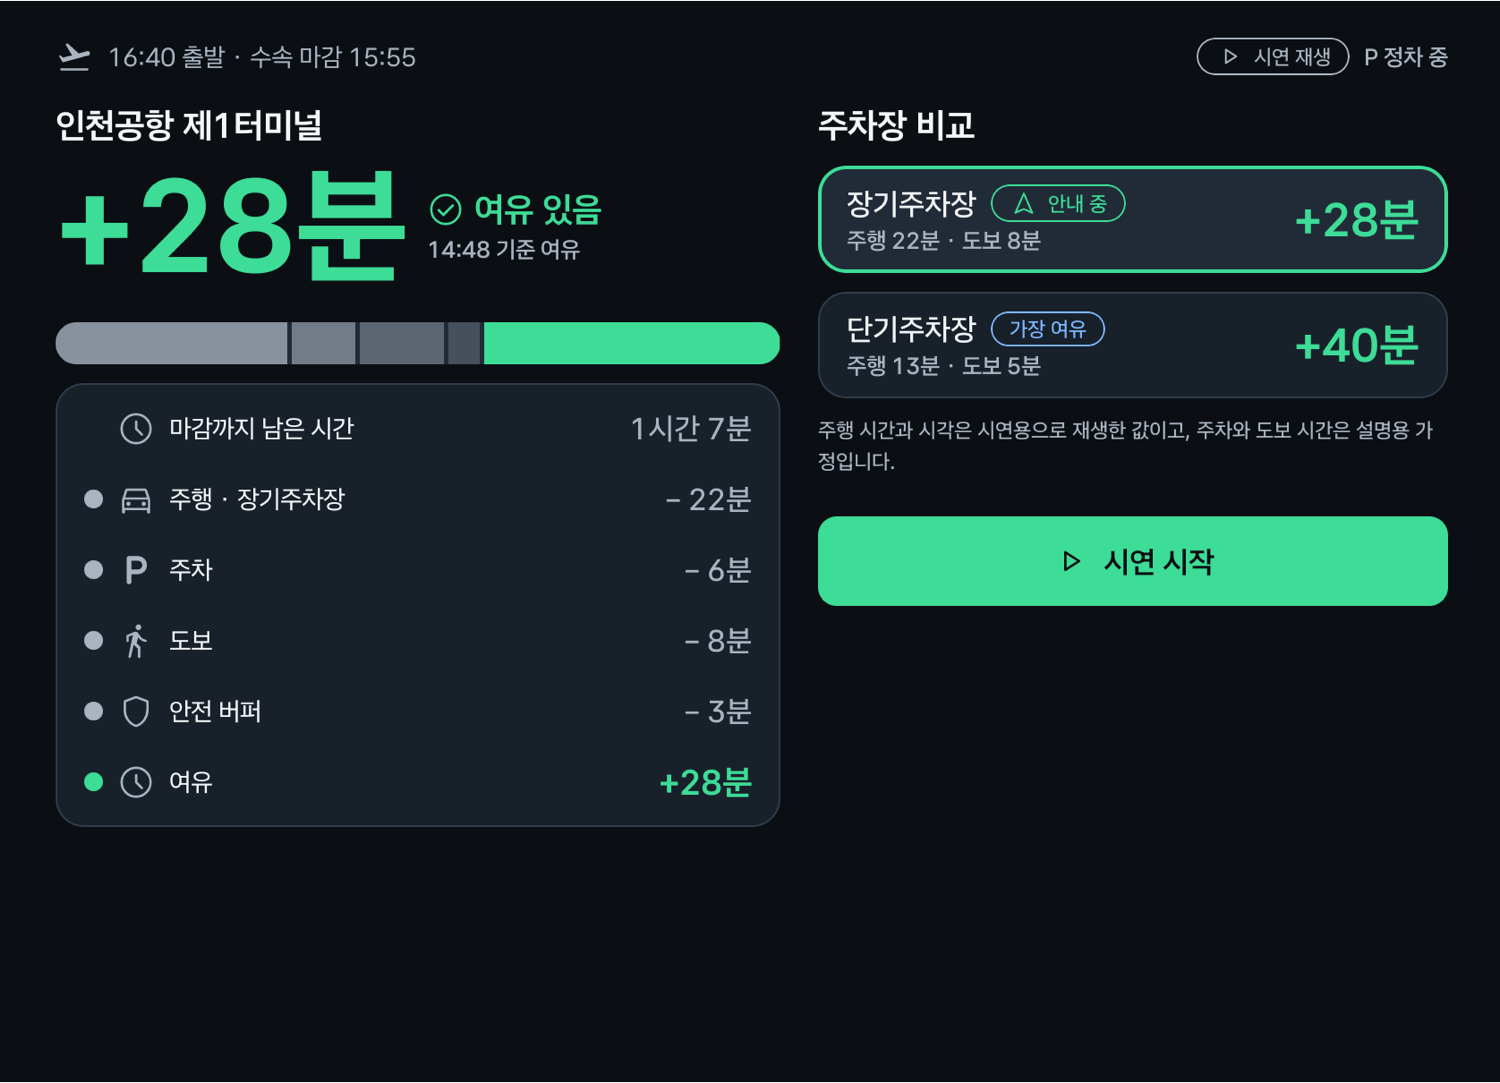 16:40 출발 · 수속 마감 15:55
시연 재생
P 정차 중
인천공항 제1터미널
+28분
여유 있음
14:48 기준 여유
마감까지 남은 시간 1시간 7분
주행 · 장기주차장 – 22분
P 주차 – 6분
도보 – 8분
안전 버퍼 – 3분
여유 +28분
주차장 비교
장기주차장 안내 중 +28분
주행 22분 · 도보 8분
단기주차장 가장 여유 +40분
주행 13분 · 도보 5분
주행 시간과 시각은 시연용으로 재생한 값이고, 주차와 도보 시간은 설명용 가
정입니다.
시연 시작